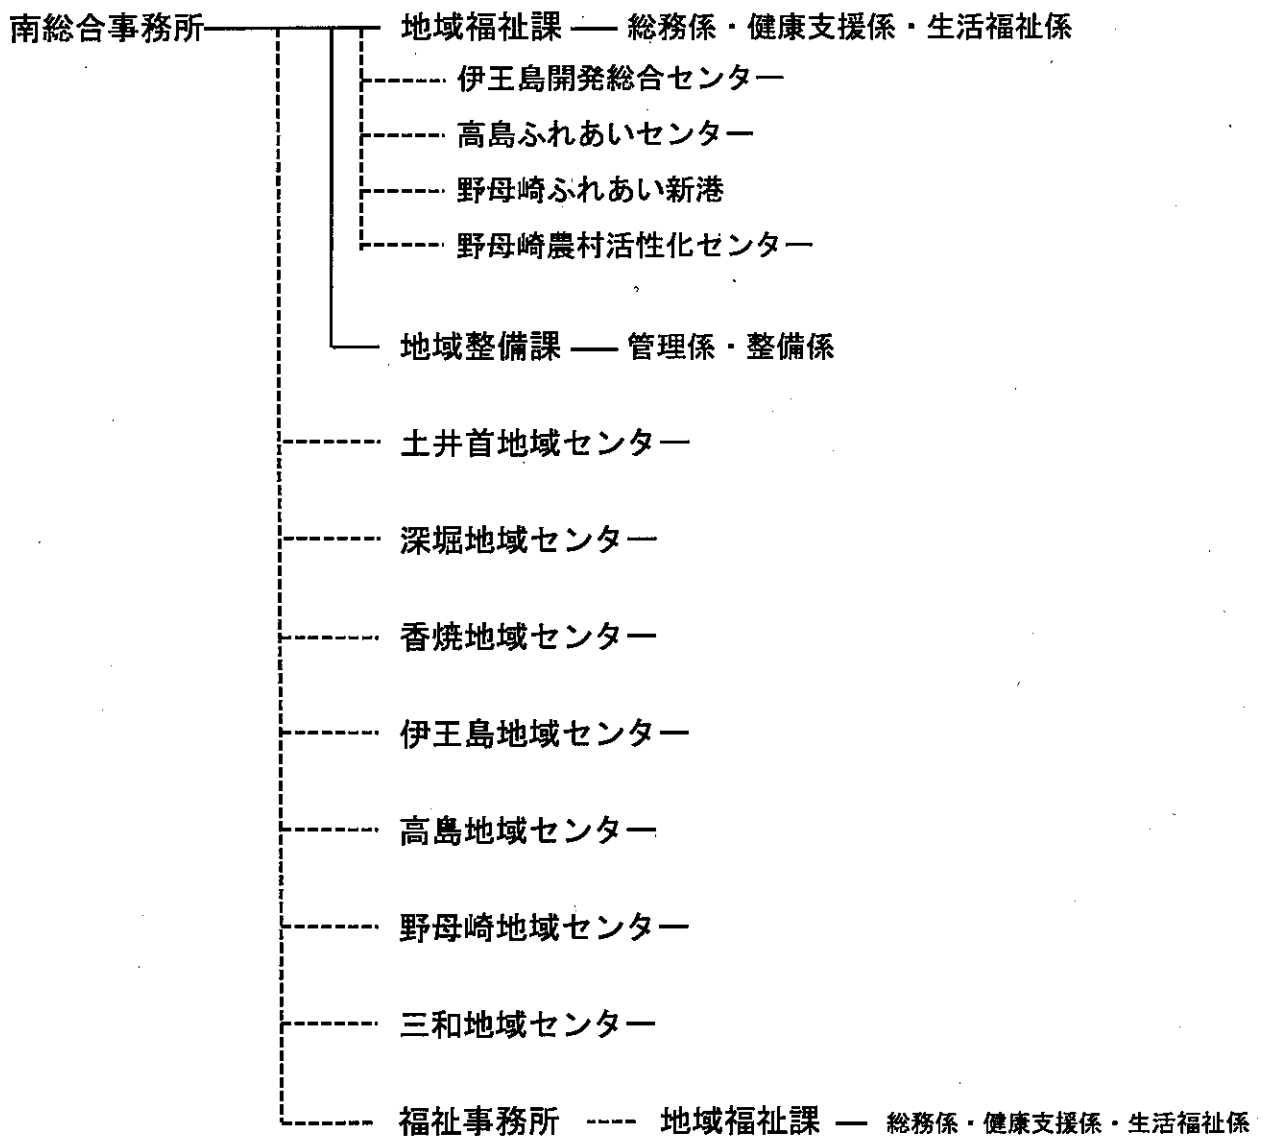 南総合事務所 地域福祉課 総務係・健康支援係・生活福祉係
伊王島開発総合センター
高島ふれあいセンター
野母崎ふれあい新港
野母崎農村活性化センター
地域整備課 管理係・整備係
土井首地域センター
深堀地域センター
香焼地域センター
伊王島地域センター
高島地域センター
野母崎地域センター
三和地域センター
福祉事務所 地域福祉課 総務係・健康支援係・生活福祉係